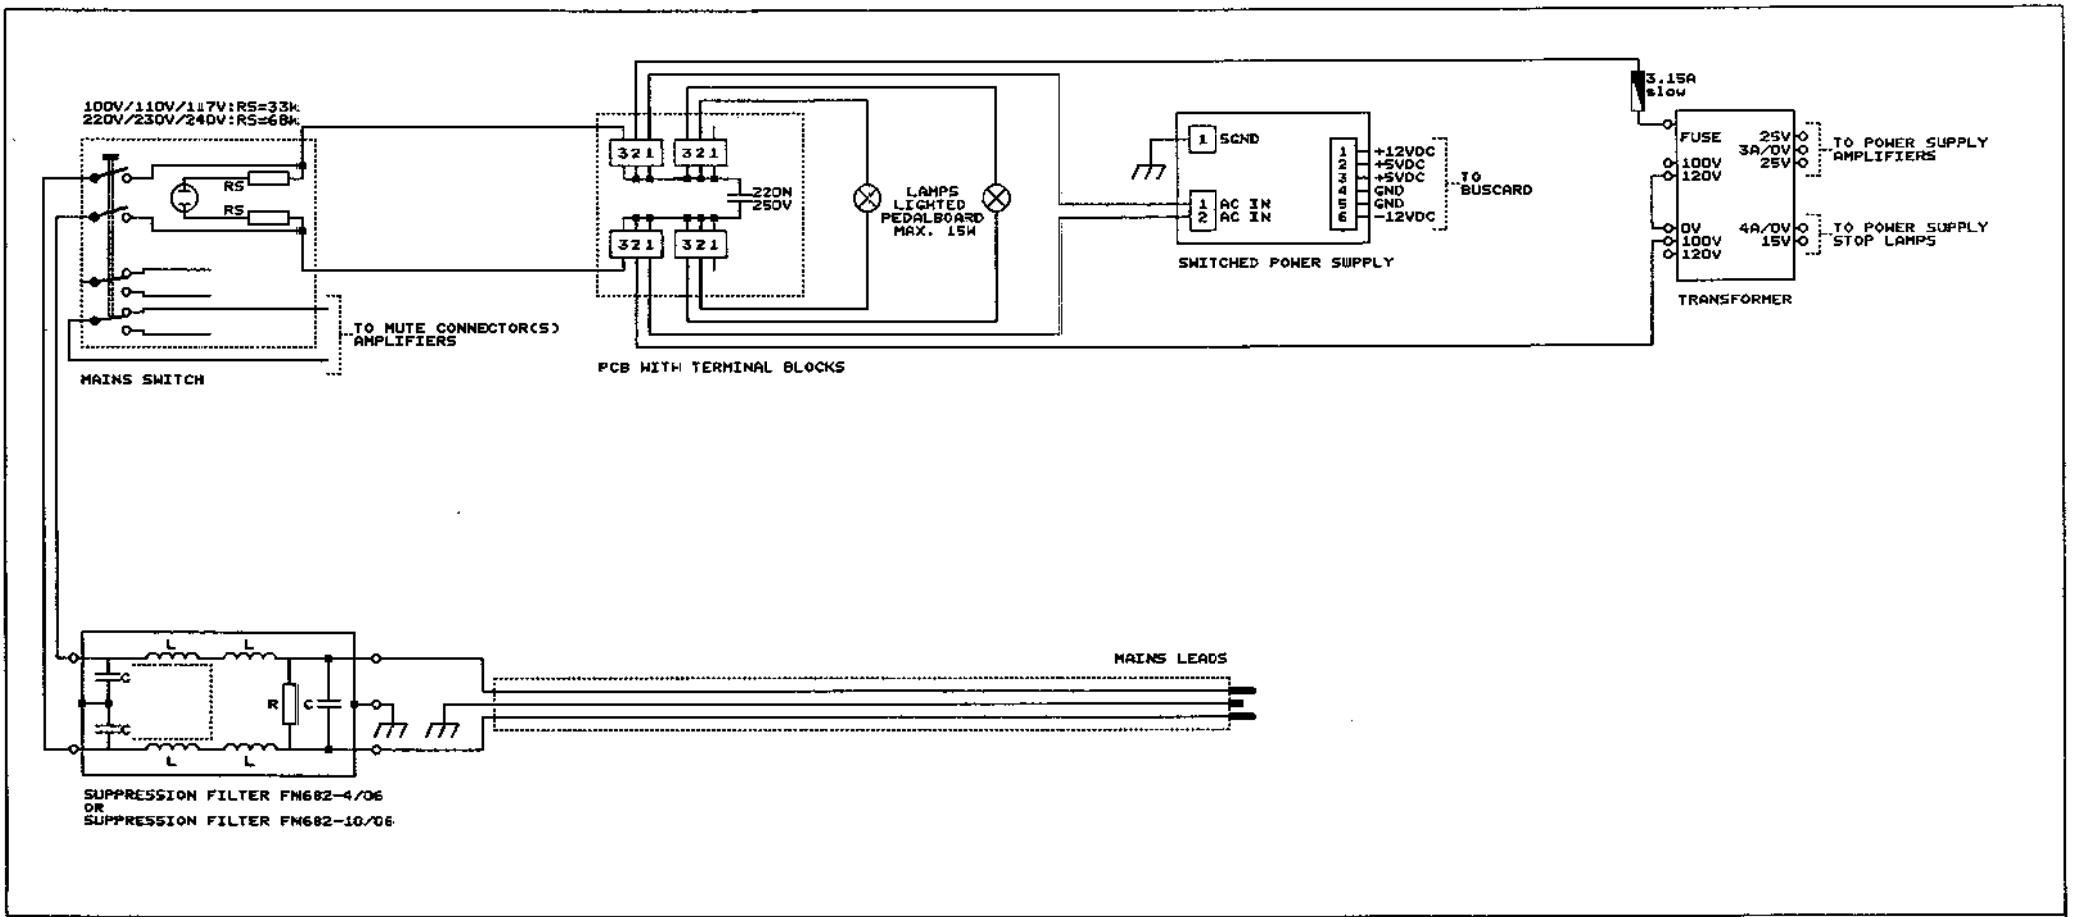 100V/110V/117V:RS=33k
220V/230V/240V:RS=68k
RS
RS
TO MUTE CONNECTOR(S)
AMPLIFIERS
MAINS SWITCH
3 2 1
3 2 1
220N
250V
3 2 1
3 2 1
PCB WITH TERMINAL BLOCKS
LAMPS
LIGHTED
PEDALBOARD
MAX. 15W
1 SGND
1 AC IN
2 AC IN
1 +12VDC
2 +5VDC
3 +5VDC
4 GND
5 GND
6 -12VDC
TO
BUSCARD
SWITCHED POWER SUPPLY
3.15A
slow
FUSE
100V
120V
0V
100V
120V
25V
3A/0V
25V
4A/0V
15V
TO POWER SUPPLY
AMPLIFIERS
TO POWER SUPPLY
STOP LAMPS
TRANSFORMER
L L
C
C
R C
L L
SUPPRESSION FILTER FN682-4/06
OR
SUPPRESSION FILTER FN682-10/06
MAINS LEADS